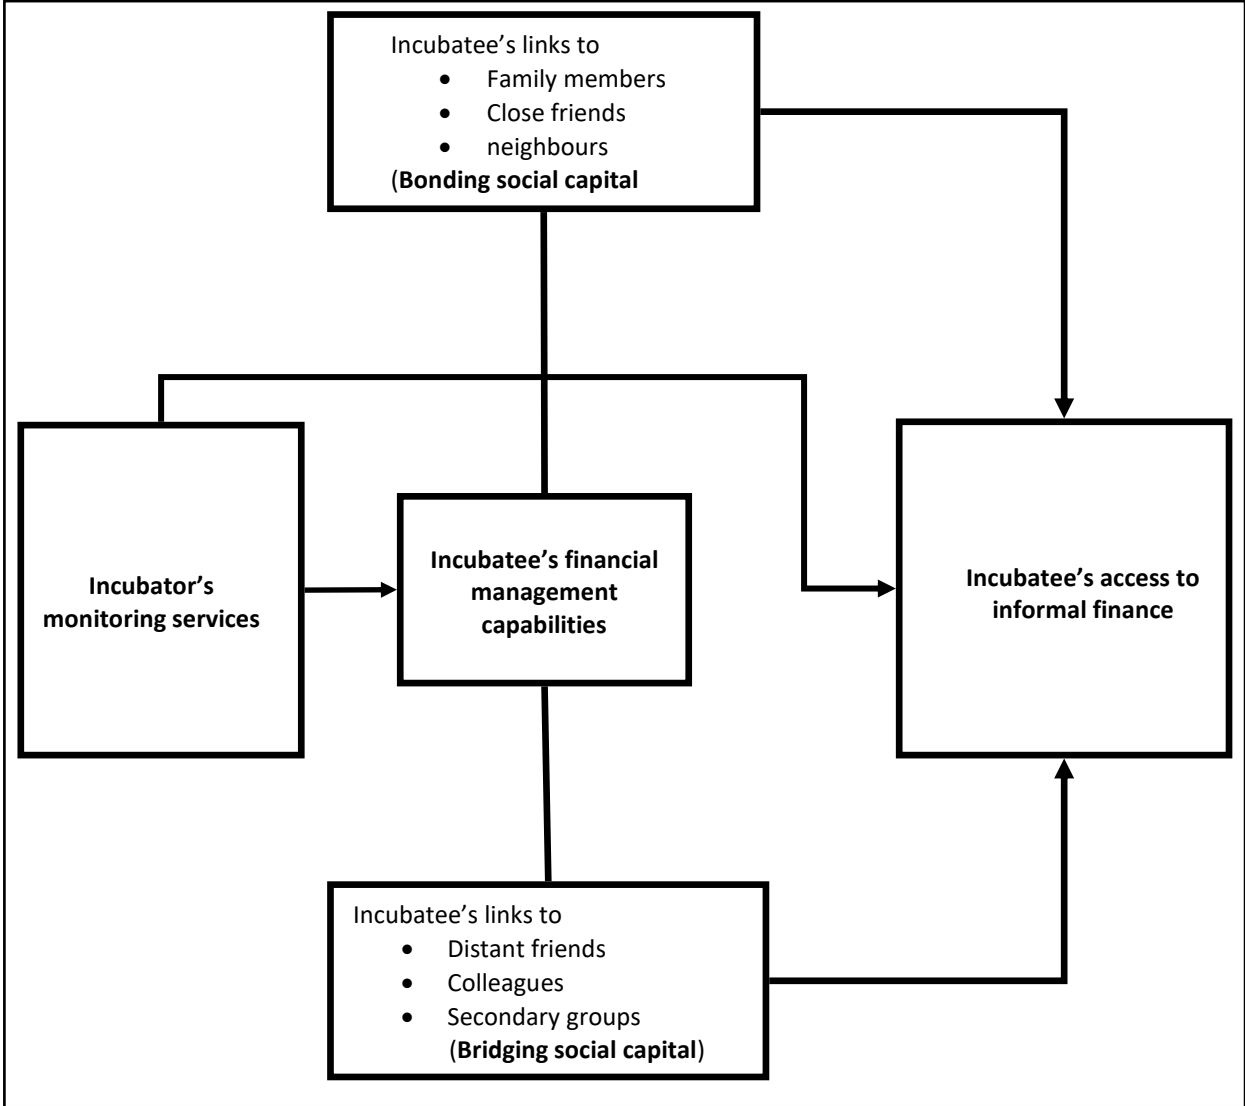 Incubatee’s links to
• Family members
• Close friends
• neighbours
(Bonding social capital
Incubator’s
monitoring services
Incubatee’s financial
management
capabilities
Incubatee’s access to
informal finance
Incubatee’s links to
• Distant friends
• Colleagues
• Secondary groups
(Bridging social capital)